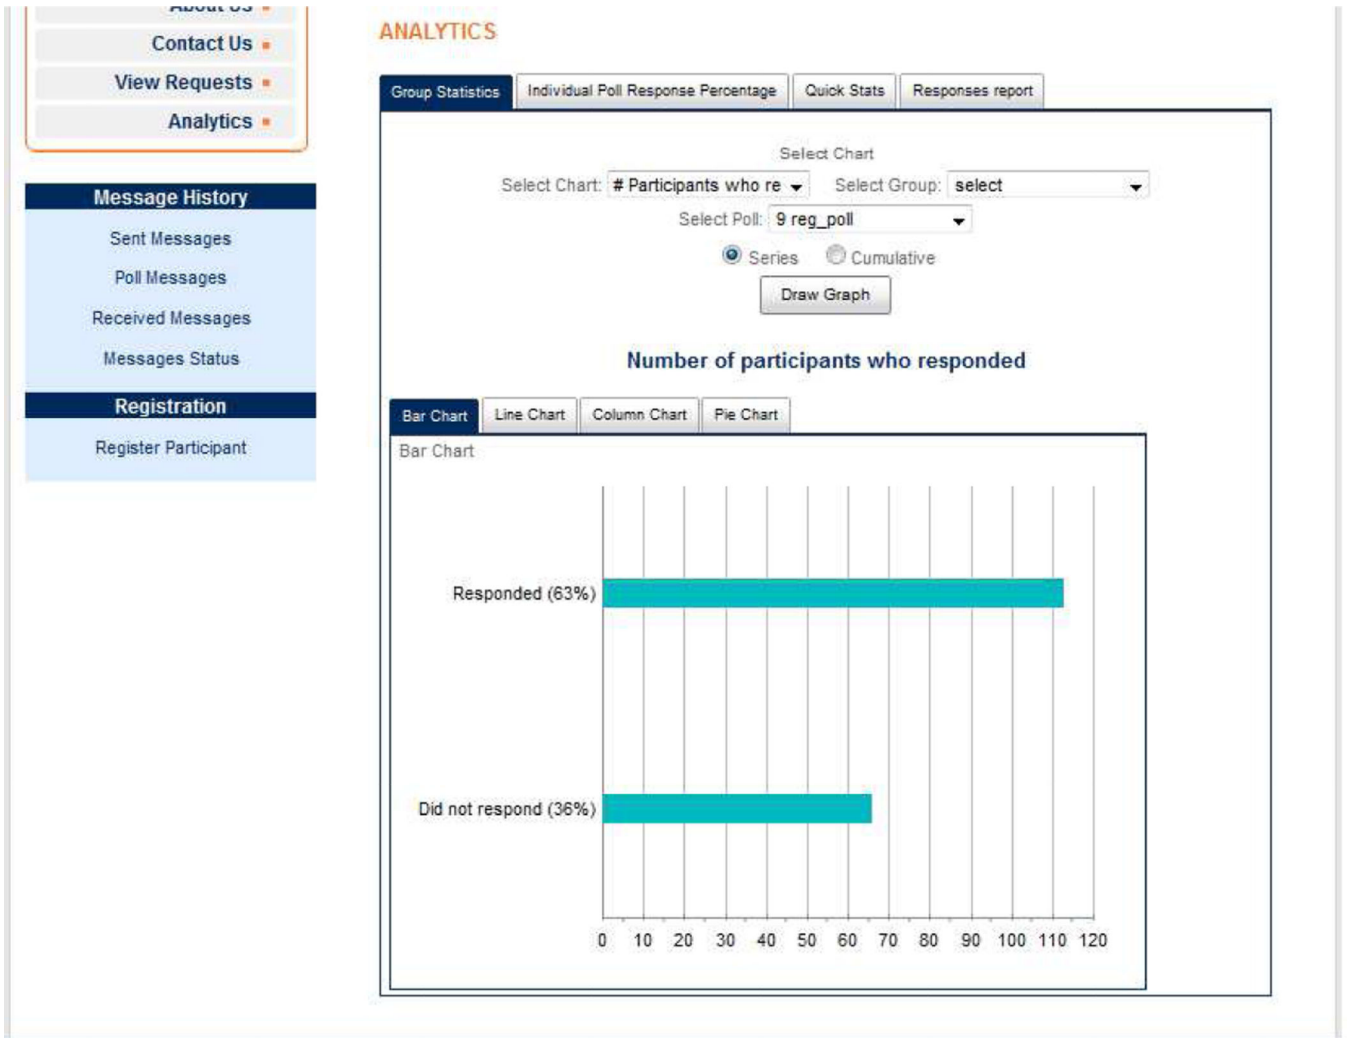 About Us
Contact Us
View Requests
Analytics
Message History
Sent Messages
Poll Messages
Received Messages
Messages Status
Registration
Register Participant
ANALYTICS
Group Statistics Individual Poll Response Percentage Quick Stats Responses report
Select Chart
Select Chart: # Participants who re Select Group: select
Select Poll: 9 reg_poll
Series Cumulative
Draw Graph
Number of participants who responded
Bar Chart Line Chart Column Chart Pie Chart
Bar Chart
Responded (63%)
Did not respond (36%)
0 10 20 30 40 50 60 70 80 90 100 110 120